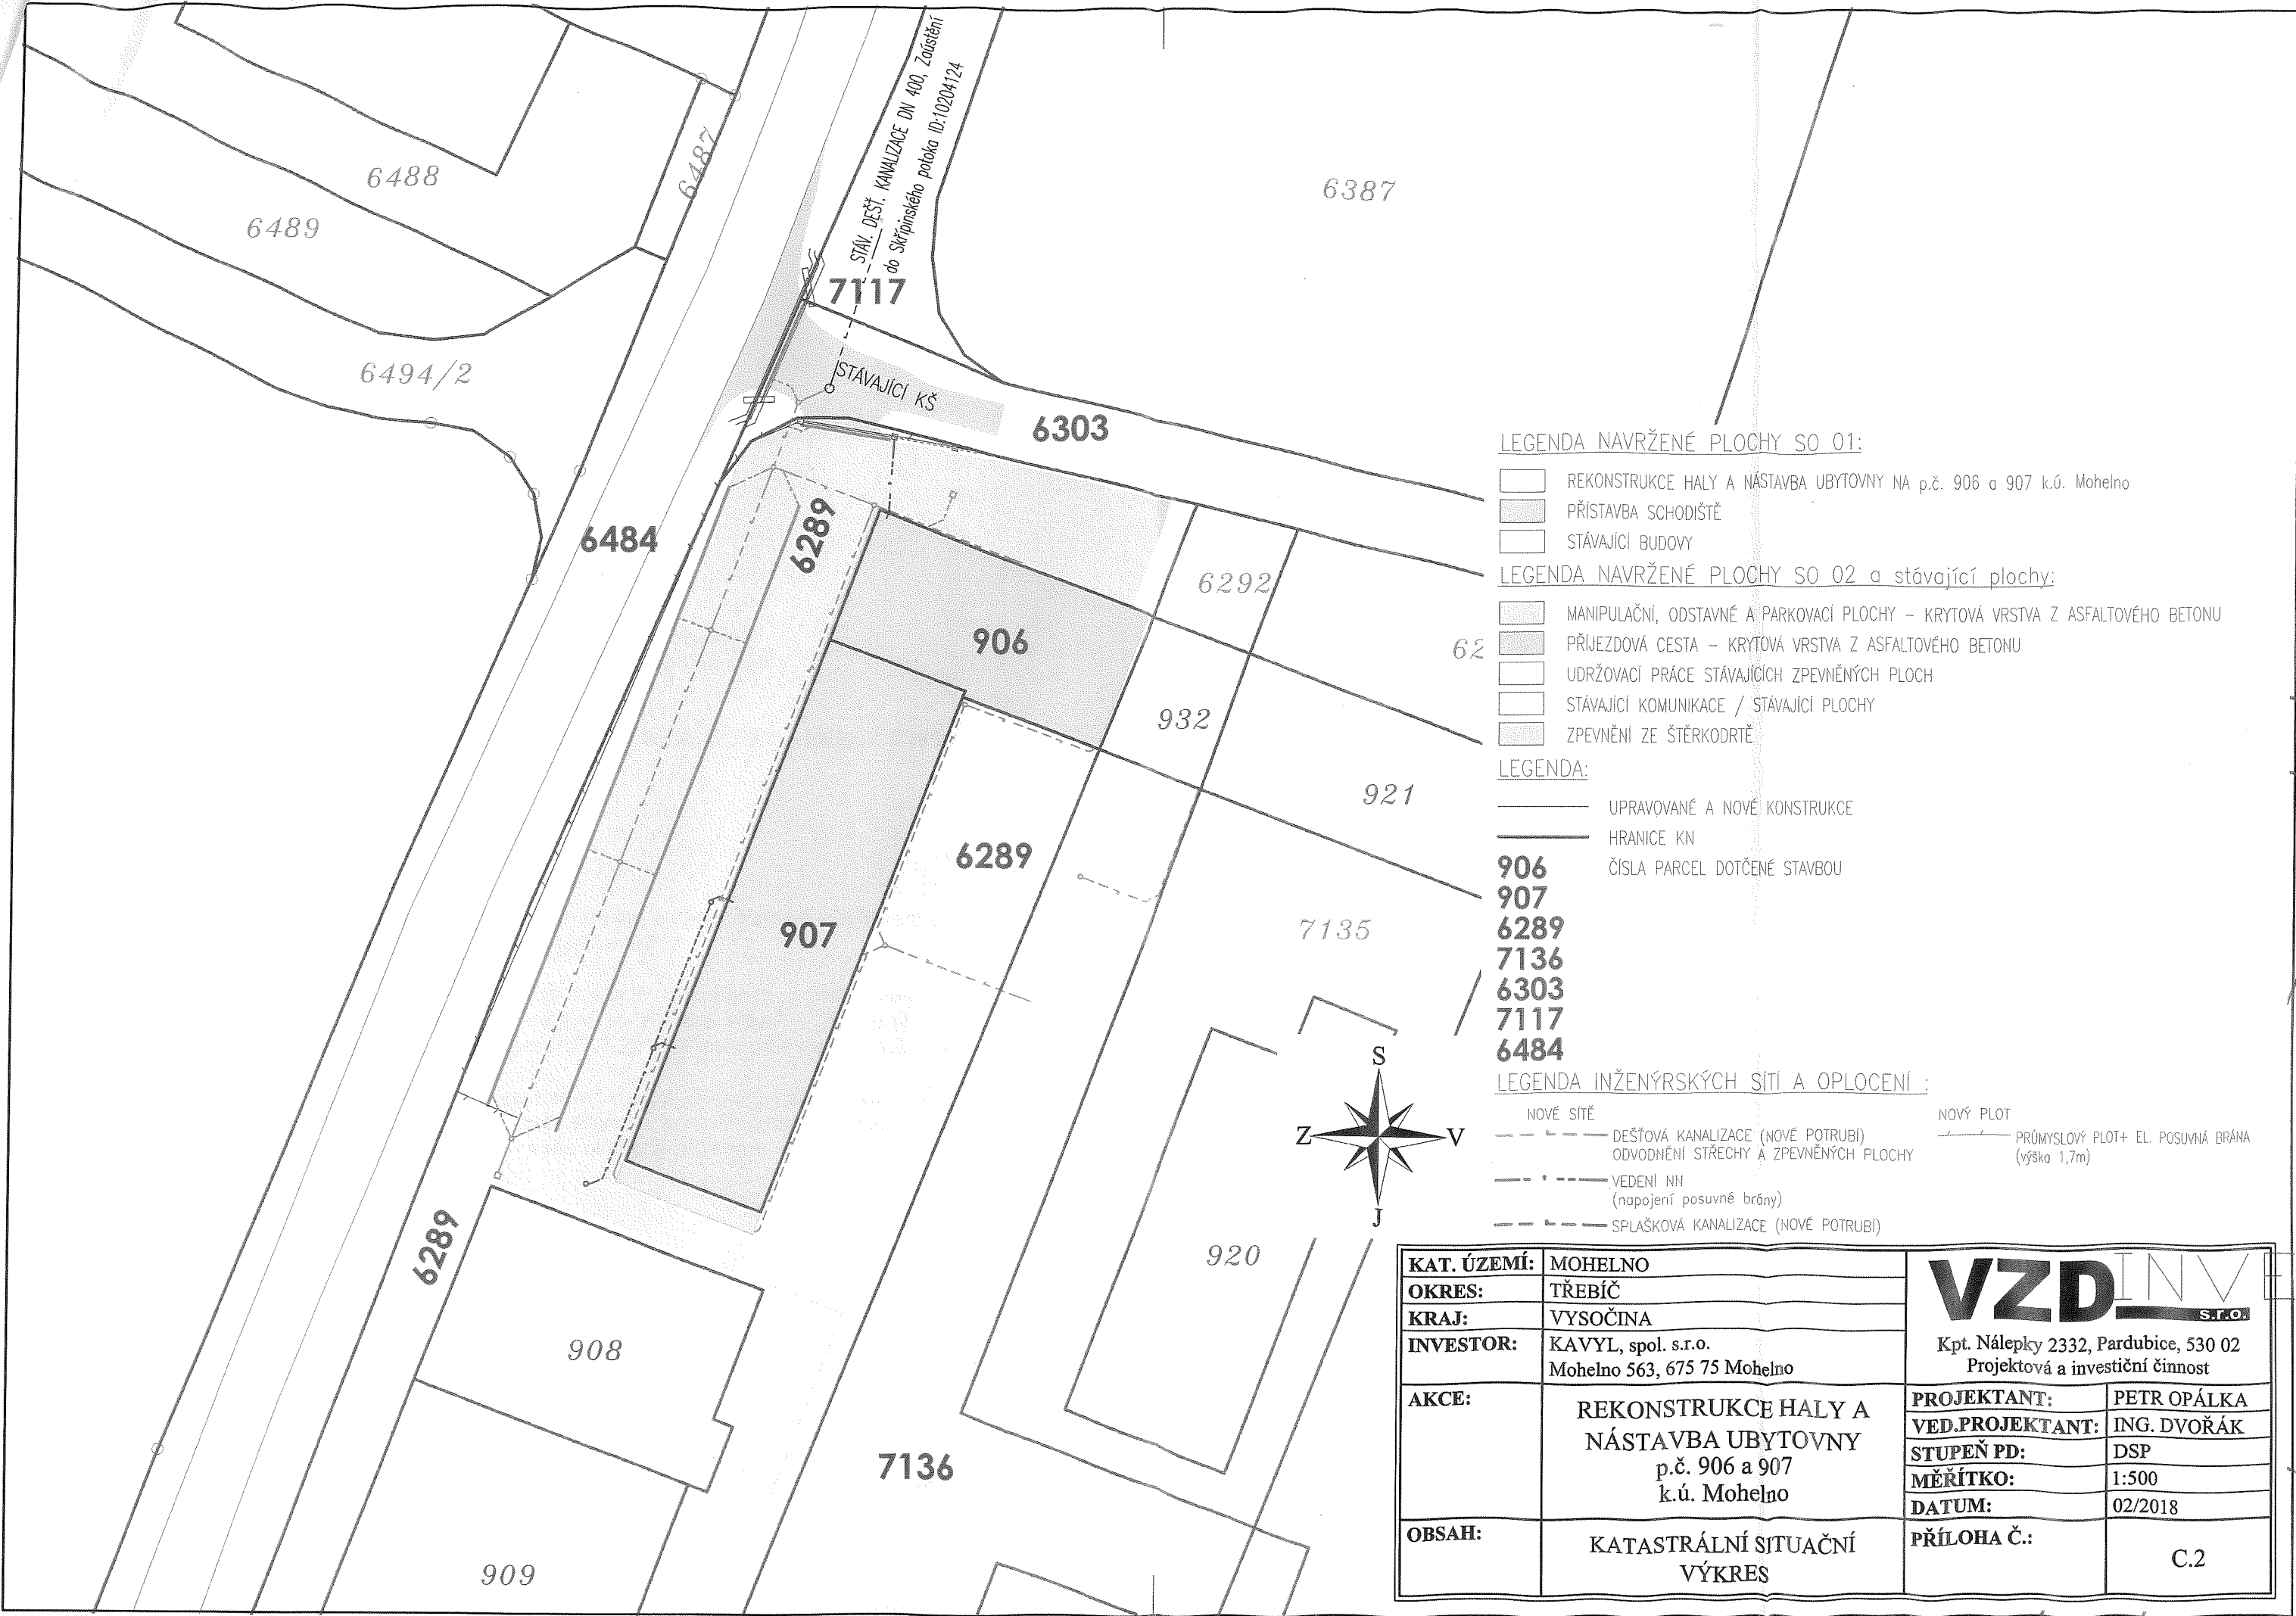 STÁV. DEŠT. KANALIZACE DN 400, Zaústění
do Skřipinského potoka ID:10204124
6487
6488
6387
6489
7117
6494/2
STÁVAJÍCÍ KŠ
6303
6484
6289
6292
906
62
932
921
6289
907
7135
6289
920
908
7136
909
LEGENDA NAVRŽENÉ PLOCHY SO 01:
REKONSTRUKCE HALY A NÁSTAVBA UBYTOVNY NA p.č. 906 a 907 k.ú. Mohelno
PŘÍSTAVBA SCHODIŠTĚ
STÁVAJÍCÍ BUDOVY
LEGENDA NAVRŽENÉ PLOCHY SO 02 a stávající plochy:
MANIPULAČNÍ, ODSTAVNÉ A PARKOVACÍ PLOCHY – KRYTOVÁ VRSTVA Z ASFALTOVÉHO BETONU
PŘÍJEZDOVÁ CESTA – KRYTOVÁ VRSTVA Z ASFALTOVÉHO BETONU
UDRŽOVACÍ PRÁCE STÁVAJÍCÍCH ZPEVNĚNÝCH PLOCH
STÁVAJÍCÍ KOMUNIKACE / STÁVAJÍCÍ PLOCHY
ZPEVNĚNÍ ZE ŠTĚRKODRTĚ
LEGENDA:
UPRAVOVANÉ A NOVÉ KONSTRUKCE
HRANICE KN
906 ČÍSLA PARCEL DOTČENÉ STAVBOU
907
6289
7136
6303
7117
6484
LEGENDA INŽENÝRSKÝCH SÍTÍ A OPLOCENÍ :
NOVÉ SÍTĚ
DEŠŤOVÁ KANALIZACE (NOVÉ POTRUBÍ)
ODVODNĚNÍ STŘECHY A ZPEVNĚNÝCH PLOCHY
VEDENÍ NN
(napojení posuvné brány)
SPLAŠKOVÁ KANALIZACE (NOVÉ POTRUBÍ)
NOVÝ PLOT
PRŮMYSLOVÝ PLOT+ EL. POSUVNÁ BRÁNA
(výška 1,7m)
S
Z
V
J
KAT. ÚZEMÍ: MOHELNO
OKRES: TŘEBÍČ
KRAJ: VYSOČINA
INVESTOR: KAVYL, spol. s.r.o.
Mohelno 563, 675 75 Mohelno
AKCE: REKONSTRUKCE HALY A
NÁSTAVBA UBYTOVNY
p.č. 906 a 907
k.ú. Mohelno
OBSAH: KATASTRÁLNÍ SITUAČNÍ
VÝKRES
VZD INVE
s.r.o.
Kpt. Nálepky 2332, Pardubice, 530 02
Projektová a investiční činnost
PROJEKTANT: PETR OPÁLKA
VED.PROJEKTANT: ING. DVOŘÁK
STUPEŇ PD: DSP
MĚŘÍTKO: 1:500
DATUM: 02/2018
PŘÍLOHA Č.: C.2